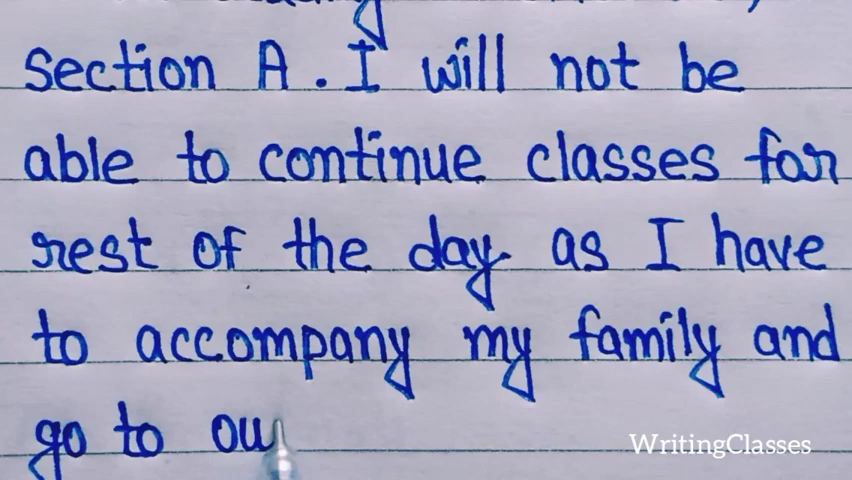 section A. I will not be
able to continue classes for
rest of the day as I have
to accompany my family and
go to ou
WritingClasses